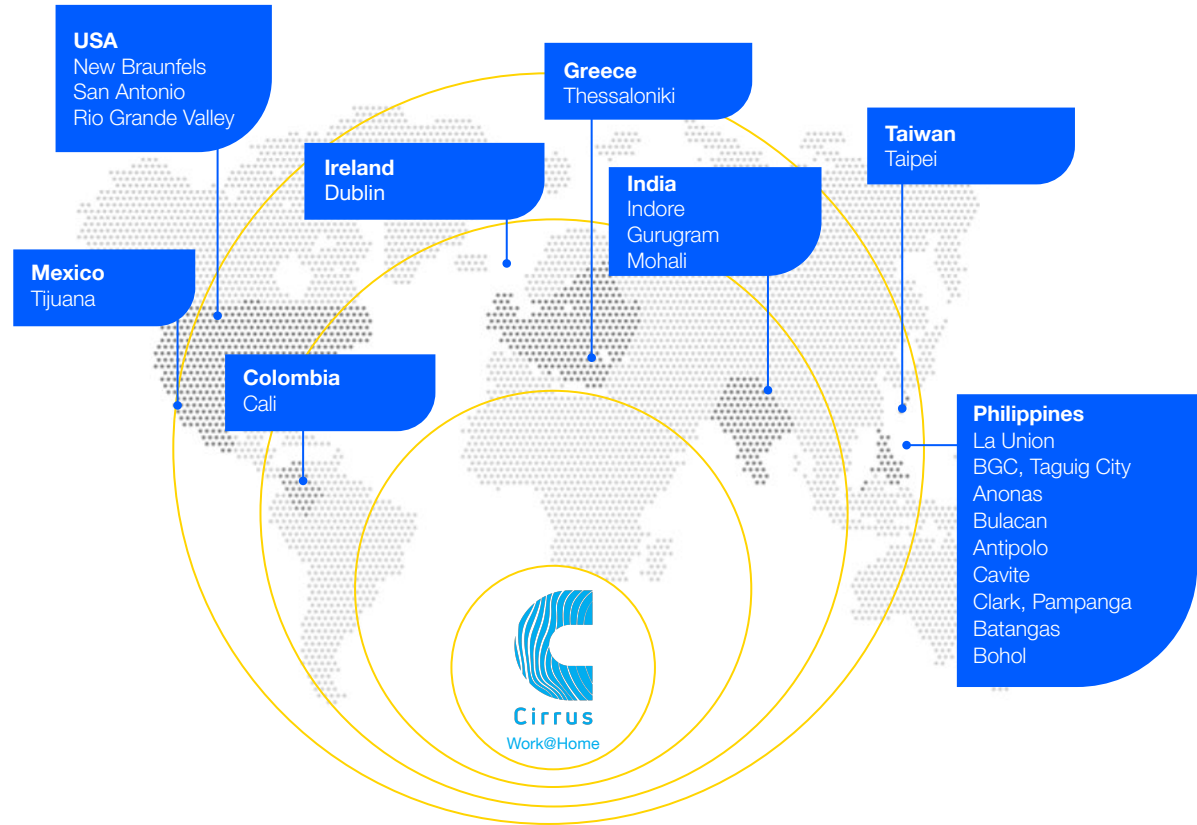 USA
New Braunfels
San Antonio
Rio Grande Valley
Greece
Thessaloniki
Taiwan
Taipei
Ireland
Dublin
India
Indore
Gurugram
Mohali
Mexico
Tijuana
Colombia
Cali
Philippines
La Union
BGC, Taguig City
Anonas
Bulacan
Antipolo
Cavite
Clark, Pampanga
Batangas
Bohol
Cirrus
Work@Home